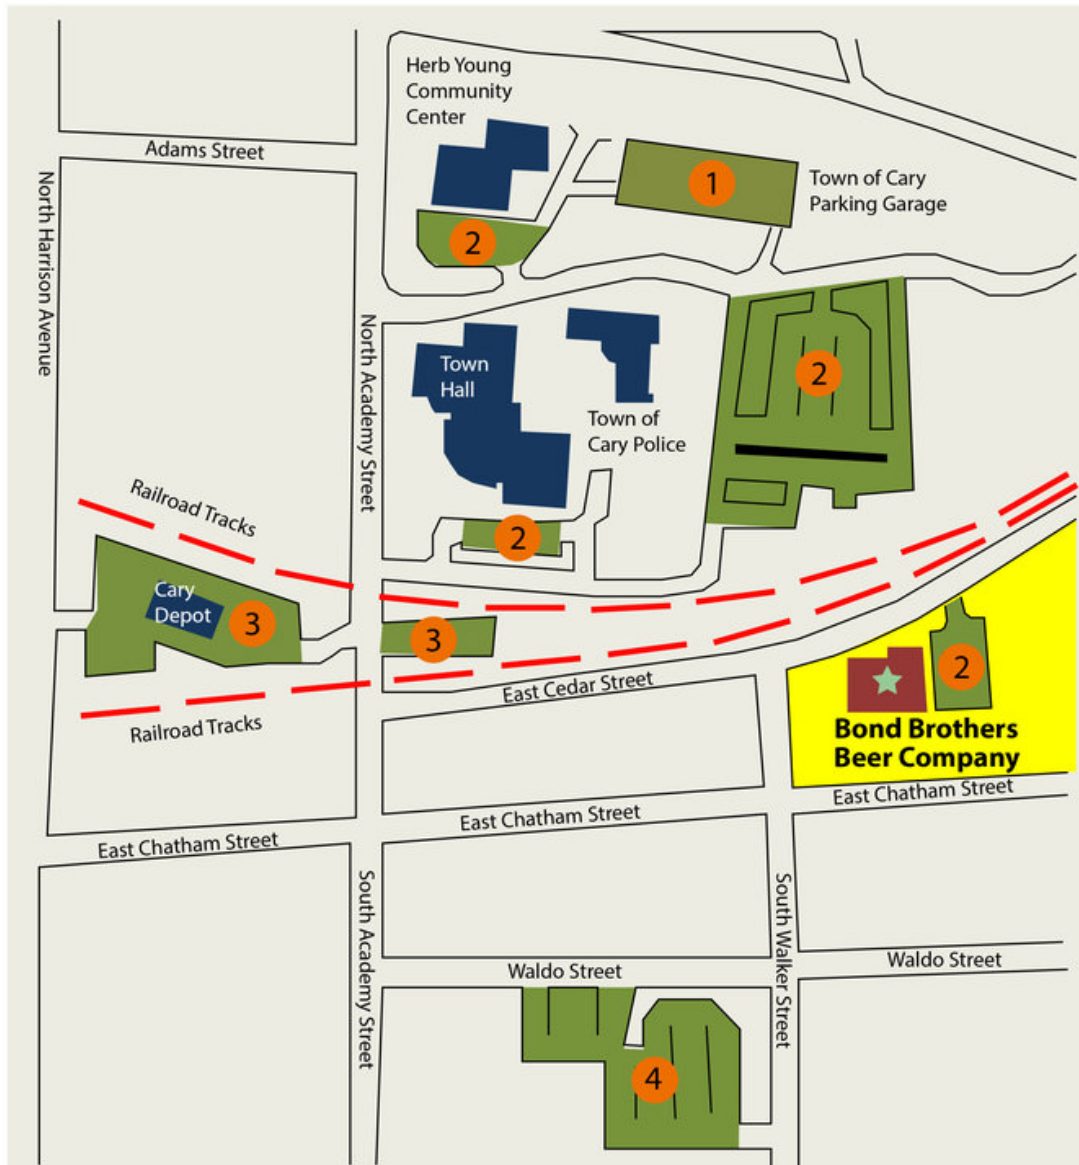 Herb Young
Community
Center
Adams Street
1
Town of Cary
Parking Garage
North Harrison Avenue
2
North Academy Street
Town
Hall
2
Town of
Cary Police
Railroad Tracks
2
Cary
Depot
3
3
East Cedar Street
2
Railroad Tracks
Bond Brothers
Beer Company
East Chatham Street
East Chatham Street
East Chatham Street
South Academy Street
South Walker Street
Waldo Street
Waldo Street
4